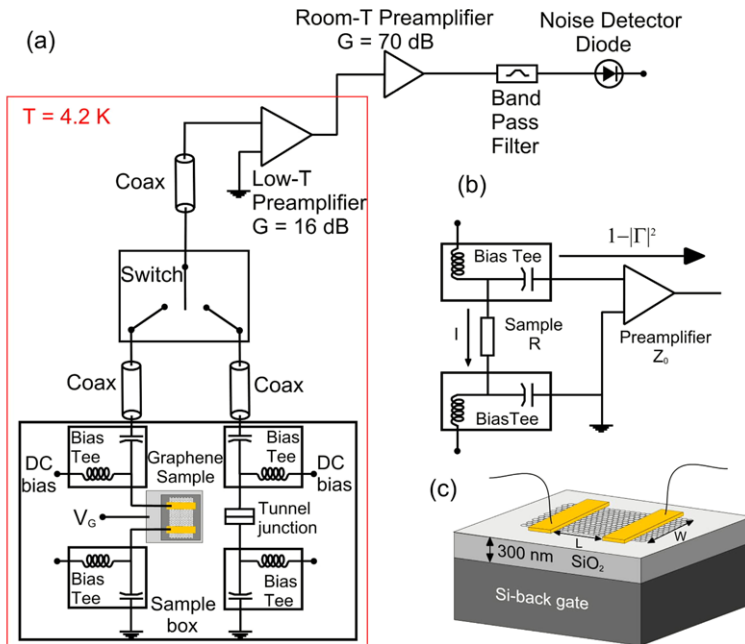 (a)
Room-T Preamplifier
G = 70 dB
Noise Detector
Diode
T = 4.2 K
Band
Pass
Filter
Coax
Low-T
Preamplifier
G = 16 dB
Switch
Coax
Coax
Bias
Tee
Bias
Tee
Graphene
Sample
DC
bias
DC
bias
V_G
Tunnel
junction
Bias
Tee
Sample
box
Bias
Tee
(b)
1−|Γ|²
Bias Tee
I
Sample
R
Preamplifier
Z₀
BiasTee
(c)
L
W
300 nm
SiO₂
Si-back gate